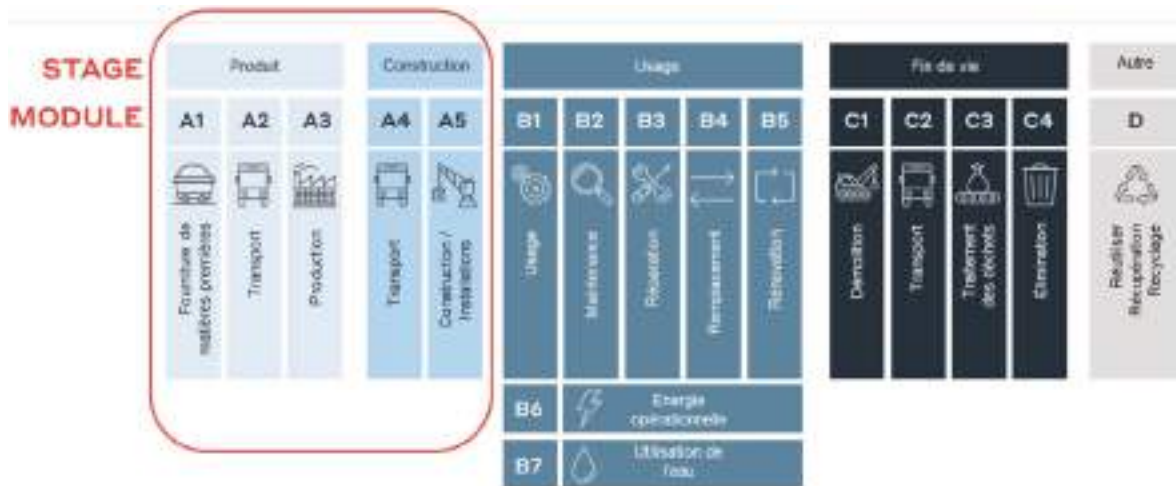 STAGE
Produit
Construction
Usage
Fin de vie
Autre
MODULE
A1
A2
A3
A4
A5
B1
B2
B3
B4
B5
C1
C2
C3
C4
D
Fourniture de
matières premières
Transport
Production
Transport
Construction /
Installations
Usage
Maintenance
Réparation
Remplacement
Rénovation
Démolition
Transport
Traitement
des déchets
Élimination
Réutiliser
Récupération
Recyclage
B6
Energie
opérationnelle
B7
Utilisation de
l'eau